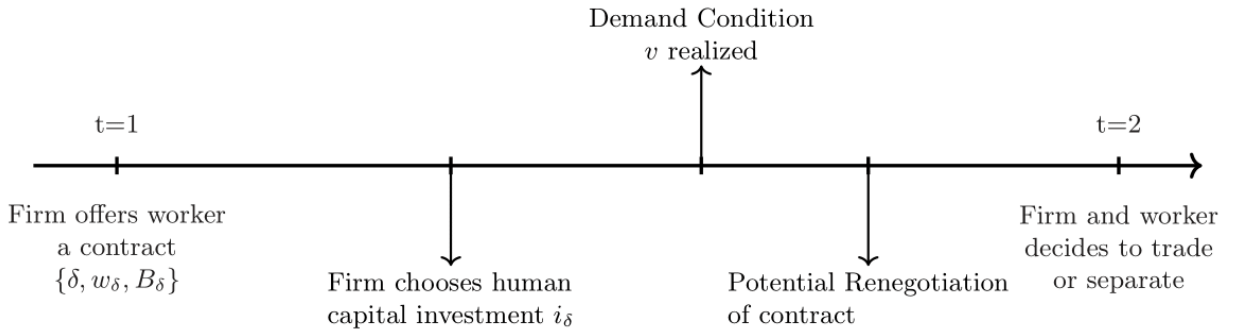 Demand Condition
v realized
t=1
t=2
Firm offers worker
a contract
{δ, w_δ, B_δ}
Firm chooses human
capital investment i_δ
Potential Renegotiation
of contract
Firm and worker
decides to trade
or separate